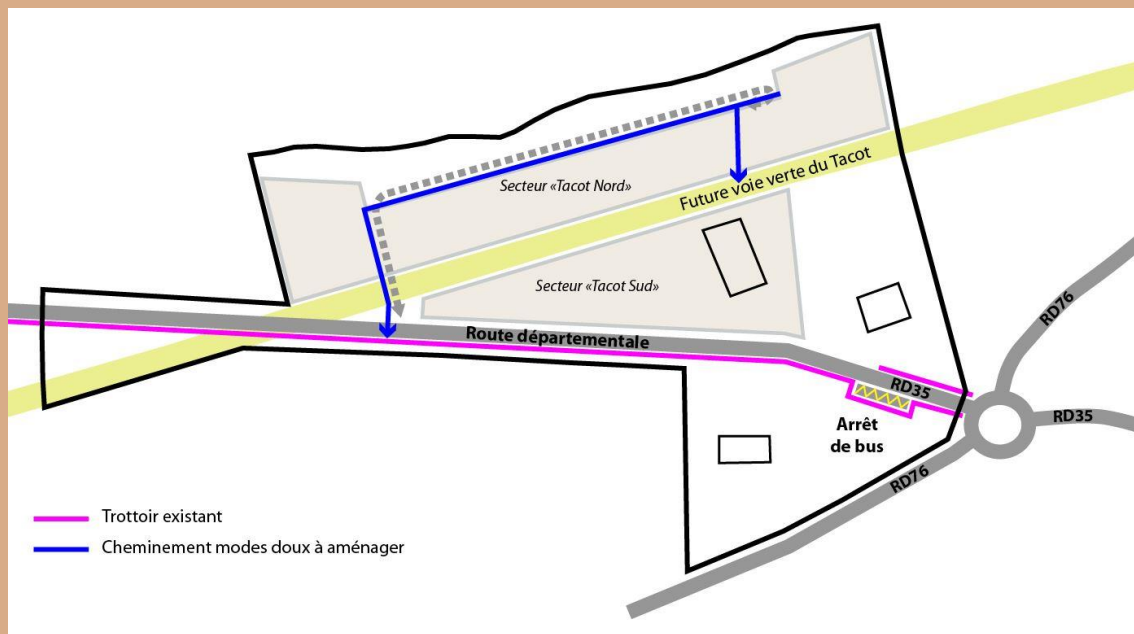 Secteur «Tacot Nord»
Future voie verte du Tacot
Secteur «Tacot Sud»
Route départementale
RD76
RD35
RD35
Arrêt
de bus
RD76
Trottoir existant
Cheminement modes doux à aménager